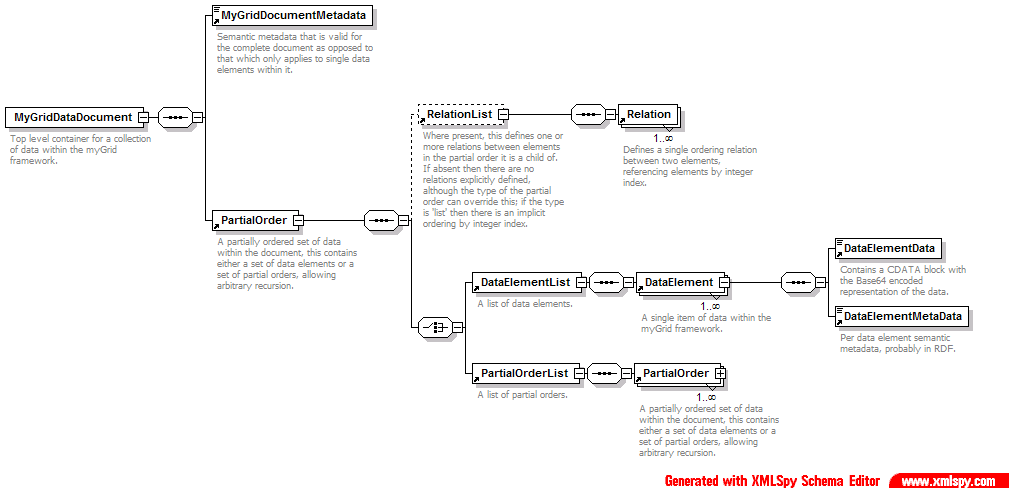 MyGridDocumentMetadata
Semantic metadata that is valid for
the complete document as opposed to
that which only applies to single data
elements within it.
MyGridDataDocument
Top level container for a collection
of data within the myGrid
framework.
RelationList
Where present, this defines one or
more relations between elements
in the partial order it is a child of.
If absent then there are no
relations explicitly defined,
although the type of the partial
order can override this; if the type
is 'list' then there is an implicit
ordering by integer index.
Relation
1..∞
Defines a single ordering relation
between two elements,
referencing elements by integer
index.
PartialOrder
A partially ordered set of data
within the document, this contains
either a set of data elements or a
set of partial orders, allowing
arbitrary recursion.
DataElementList
A list of data elements.
DataElement
1..∞
A single item of data within the
myGrid framework.
DataElementData
Contains a CDATA block with
the Base64 encoded
representation of the data.
DataElementMetaData
Per data element semantic
metadata, probably in RDF.
PartialOrderList
A list of partial orders.
PartialOrder
1..∞
A partially ordered set of data
within the document, this contains
either a set of data elements or a
set of partial orders, allowing
arbitrary recursion.
Generated with XMLSpy Schema Editor www.xmlspy.com